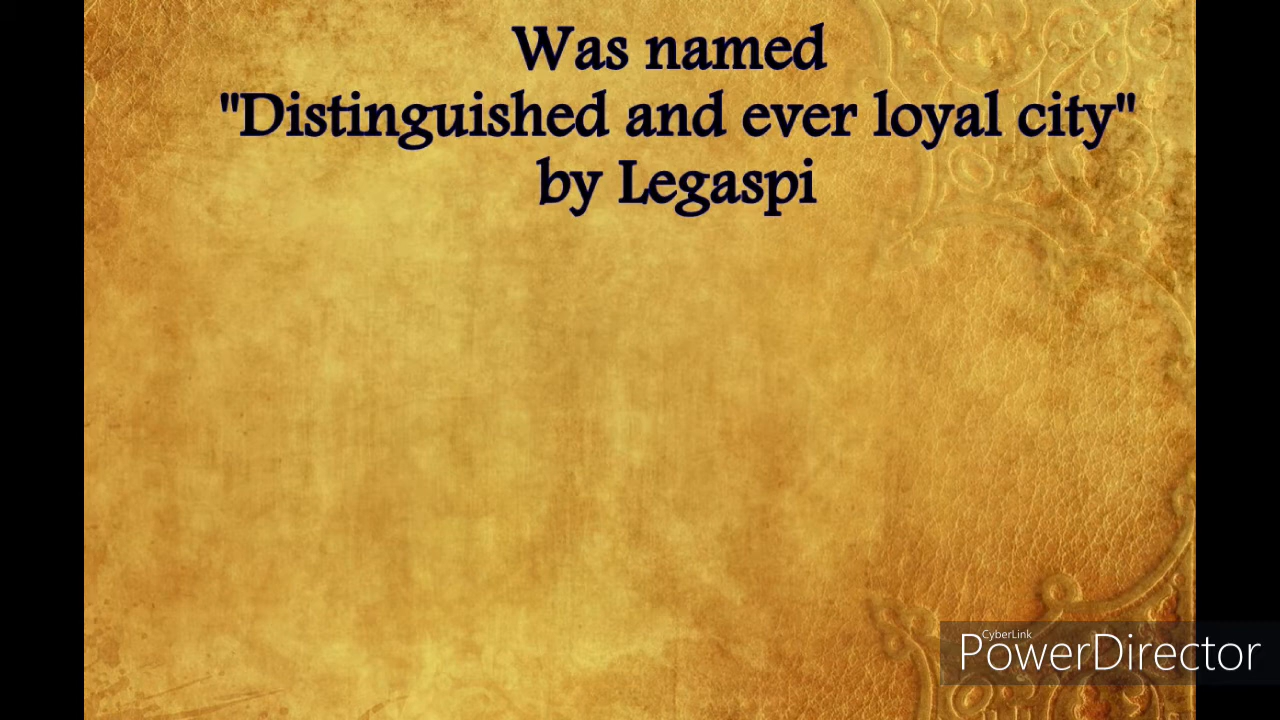 Was named
"Distinguished and ever loyal city"
by Legaspi
CyberLink
PowerDirector